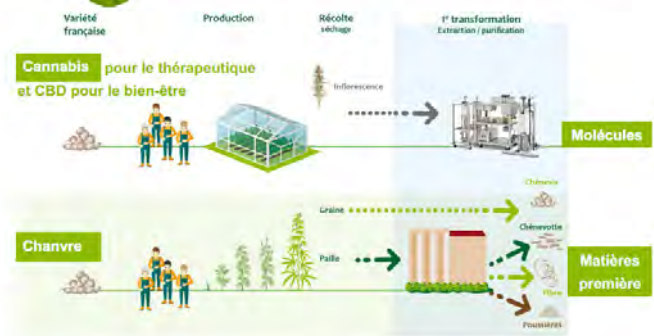 Variété
française
Production
Récolte
séchage
1e transformation
Extraction / purification
Cannabis pour le thérapeutique
et CBD pour le bien-être
Inflorescence
Molécules
Chènevis
Graine
Chanvre
Chènevotte
Paille
Matières
première
Fibre
Poussières